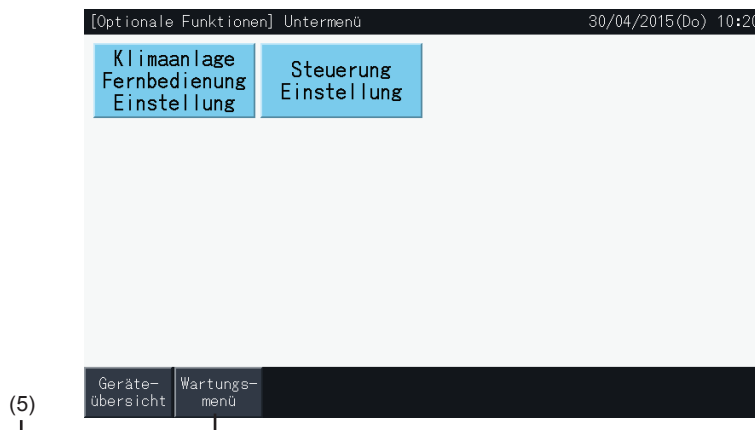 [Optionale Funktionen] Untermenü 30/04/2015(Do) 10:20
Klimaanlage
Fernbedienung
Einstellung
Steuerung
Einstellung
Geräte-
übersicht
Wartungs-
menü
(5)